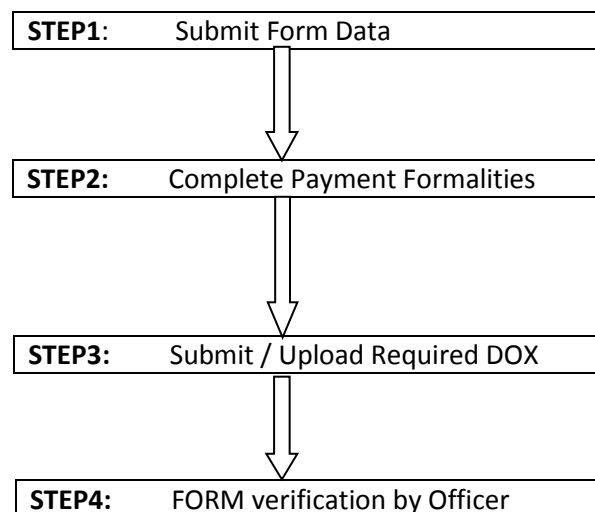 STEP1: Submit Form Data
STEP2: Complete Payment Formalities
STEP3: Submit / Upload Required DOX
STEP4: FORM verification by Officer